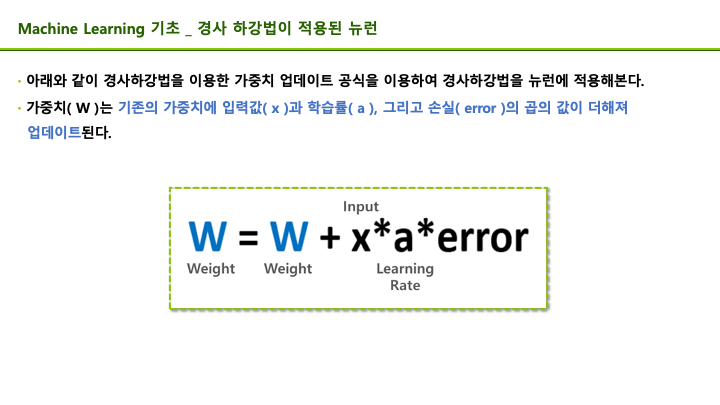 Machine Learning 기초 _ 경사 하강법이 적용된 뉴런
· 아래와 같이 경사하강법을 이용한 가중치 업데이트 공식을 이용하여 경사하강법을 뉴런에 적용해본다.
· 가중치( W )는 기존의 가중치에 입력값( x )과 학습률( a ), 그리고 손실( error )의 곱의 값이 더해져
업데이트된다.
Input
W = W + x*a*error
Weight Weight Learning
Rate